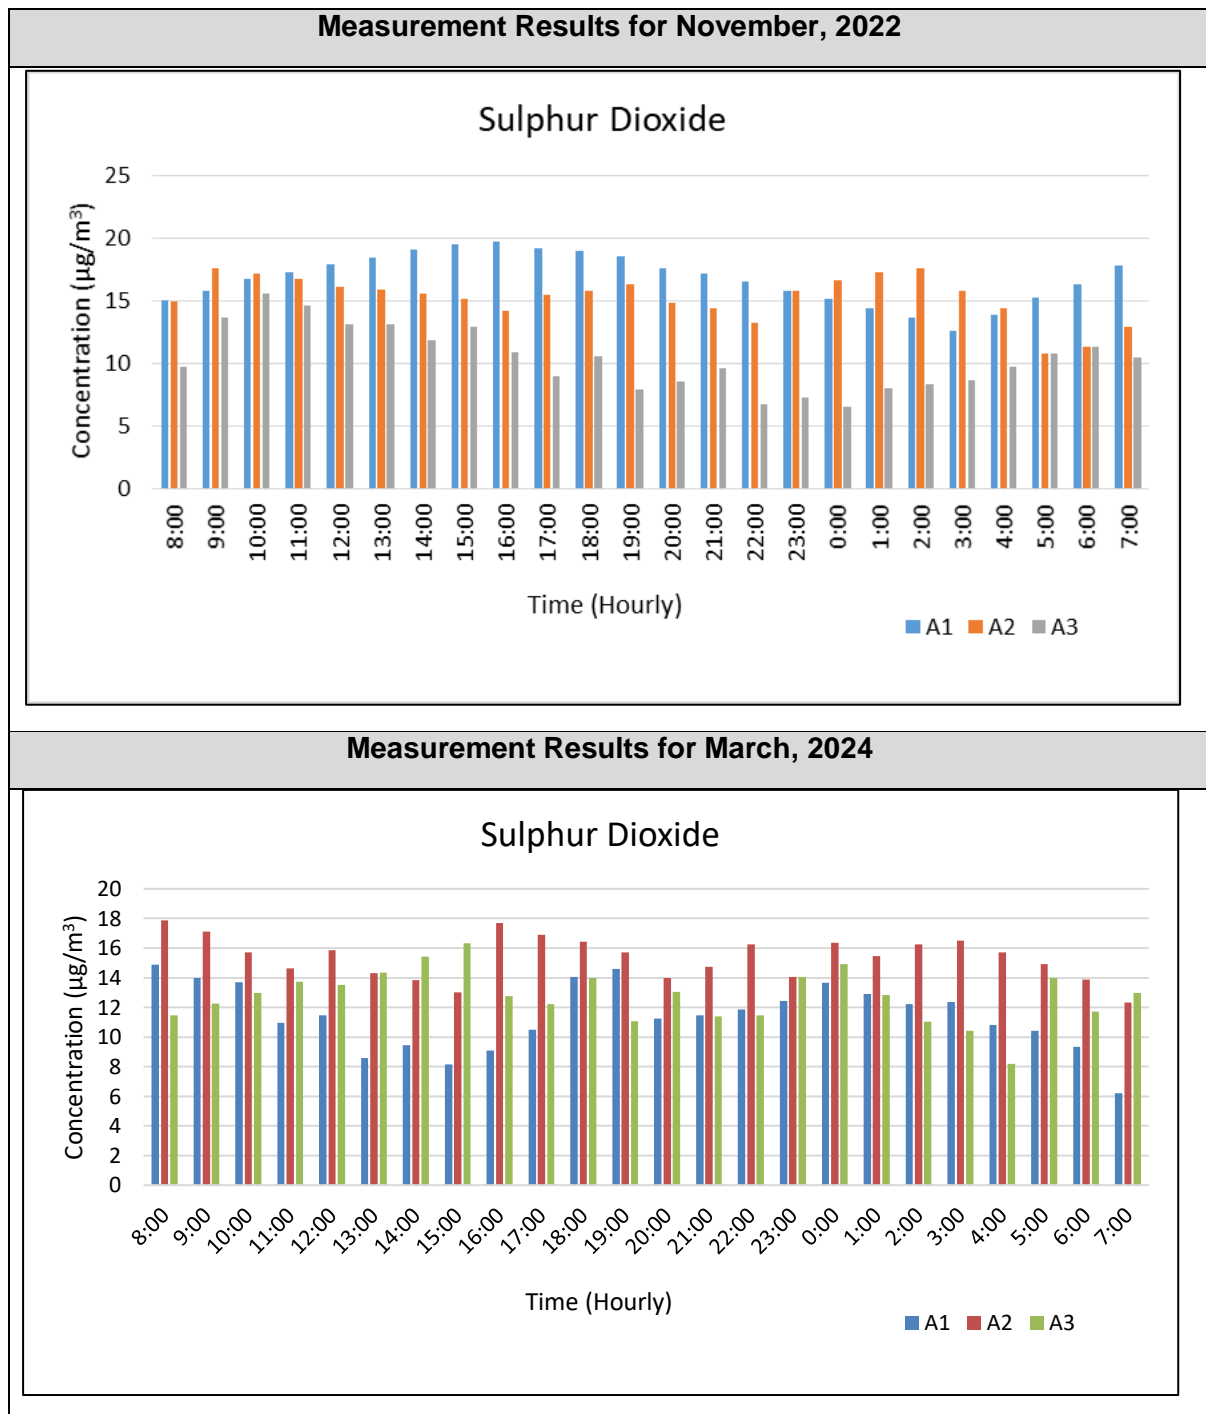 Measurement Results for November, 2022
Sulphur Dioxide
Concentration (µg/m³)
25
20
15
10
5
0
8:00 9:00 10:00 11:00 12:00 13:00 14:00 15:00 16:00 17:00 18:00 19:00 20:00 21:00 22:00 23:00 0:00 1:00 2:00 3:00 4:00 5:00 6:00 7:00
Time (Hourly)
A1 A2 A3
Measurement Results for March, 2024
Sulphur Dioxide
Concentration (µg/m³)
20
18
16
14
12
10
8
6
4
2
0
8:00 9:00 10:00 11:00 12:00 13:00 14:00 15:00 16:00 17:00 18:00 19:00 20:00 21:00 22:00 23:00 0:00 1:00 2:00 3:00 4:00 5:00 6:00 7:00
Time (Hourly)
A1 A2 A3